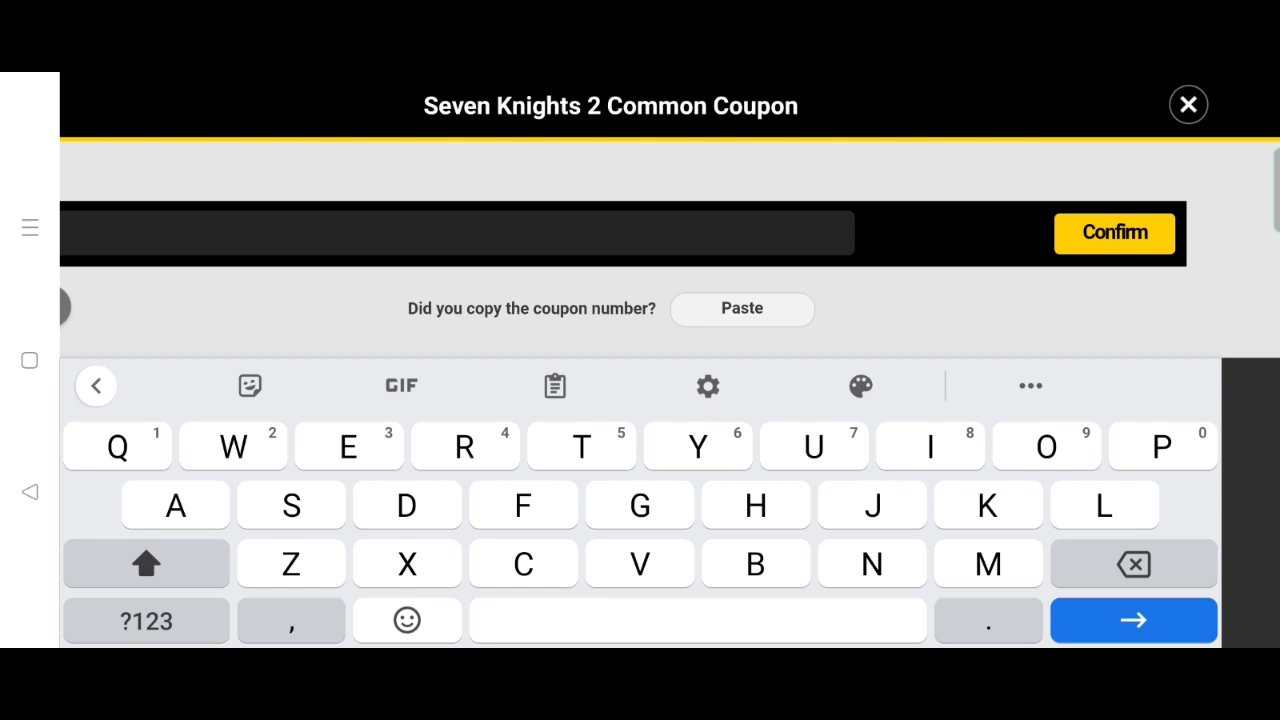 Seven Knights 2 Common Coupon
Confirm
Did you copy the coupon number? Paste
GIF
Q 1 W 2 E 3 R 4 T 5 Y 6 U 7 I 8 O 9 P 0
A S D F G H J K L
Z X C V B N M
?123 , .